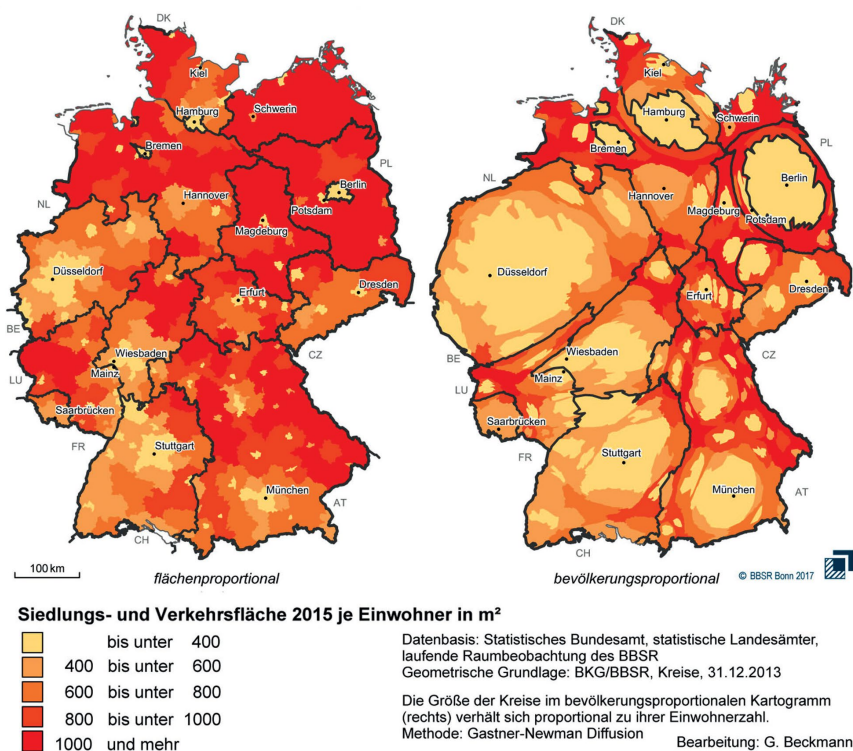 DK
Kiel
Hamburg
Schwerin
Bremen
PL
NL
Hannover
Berlin
Potsdam
Magdeburg
Düsseldorf
Erfurt
Dresden
BE
Wiesbaden
CZ
LU
Mainz
Saarbrücken
FR
Stuttgart
München
AT
CH
100 km
flächenproportional
DK
Kiel
Hamburg
Schwerin
Bremen
PL
NL
Berlin
Hannover
Magdeburg
Potsdam
Düsseldorf
Erfurt
Dresden
BE
Wiesbaden
CZ
LU
Mainz
Saarbrücken
FR
Stuttgart
München
AT
CH
bevölkerungsproportional
© BBSR Bonn 2017
Siedlungs- und Verkehrsfläche 2015 je Einwohner in m²
bis unter 400
400 bis unter 600
600 bis unter 800
800 bis unter 1000
1000 und mehr
Datenbasis: Statistisches Bundesamt, statistische Landesämter,
laufende Raumbeobachtung des BBSR
Geometrische Grundlage: BKG/BBSR, Kreise, 31.12.2013
Die Größe der Kreise im bevölkerungsproportionalen Kartogramm
(rechts) verhält sich proportional zu ihrer Einwohnerzahl.
Methode: Gastner-Newman Diffusion
Bearbeitung: G. Beckmann